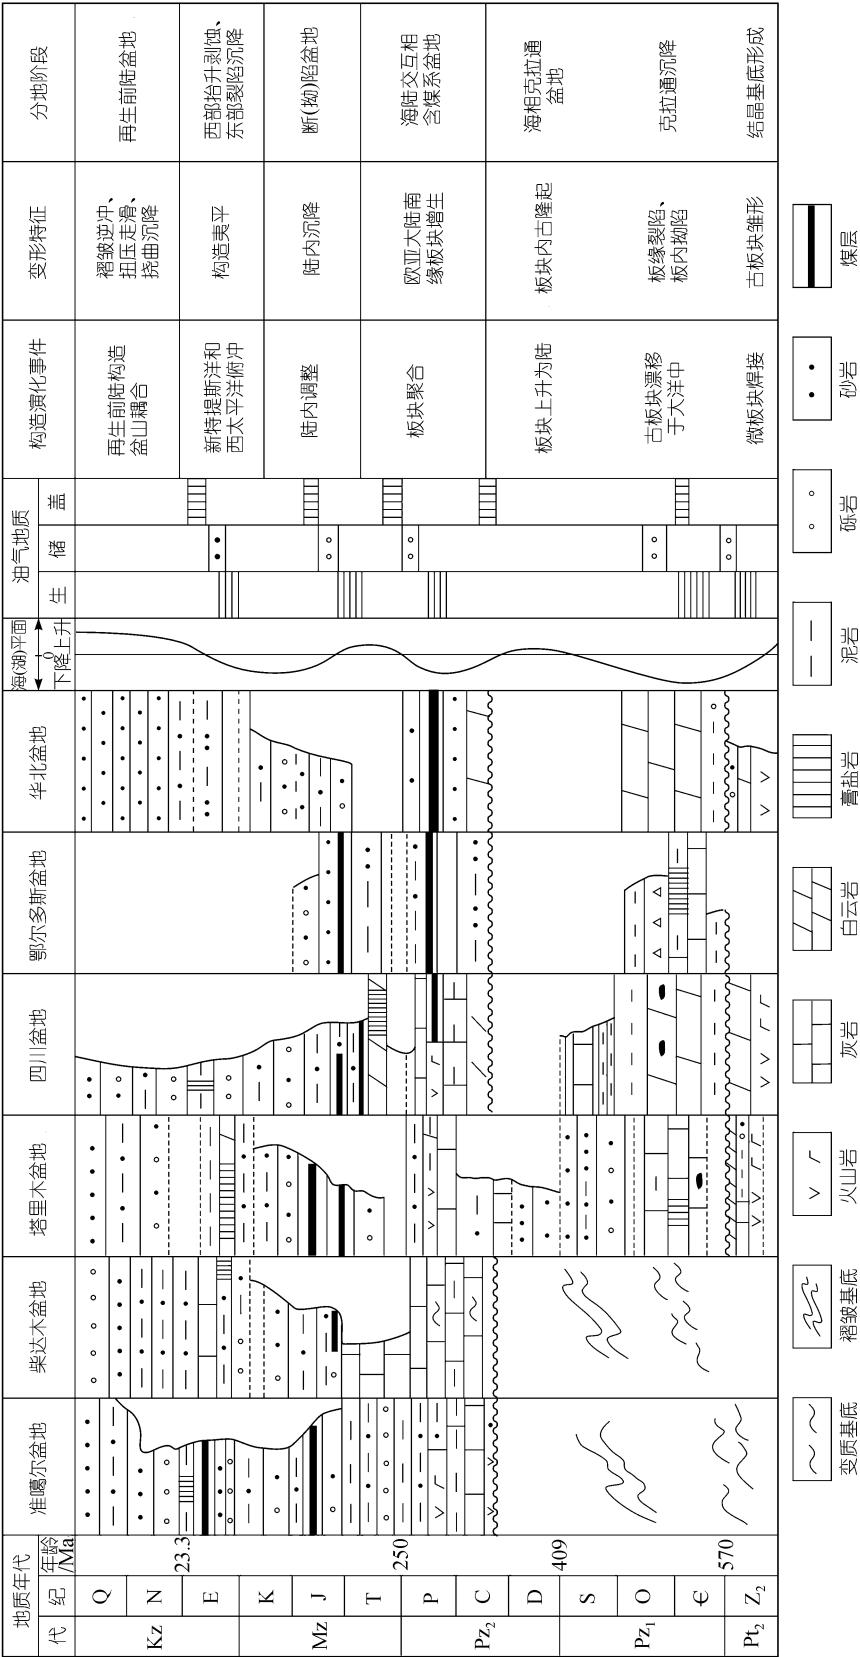 地质年代
代
纪
年龄
/Ma
准噶尔盆地
柴达木盆地
塔里木盆地
四川盆地
鄂尔多斯盆地
华北盆地
海(湖)平面
0
下降上升
油气地质
生
储
盖
构造演化事件
变形特征
分地阶段
Kz
Mz
Pz2
Pz1
Pt2
Q
N
E
K
J
T
P
C
D
S
O
Є
Z2
23.3
250
409
570
再生前陆构造
盆山耦合
新特提斯洋和
西太平洋俯冲
陆内调整
板块聚合
板块上升为陆
古板块漂移
于大洋中
微板块焊接
褶皱逆冲、
扭压走滑、
挠曲沉降
构造夷平
陆内沉降
欧亚大陆南
缘板块增生
板块内古隆起
板缘裂陷、
板内拗陷
古板块雏形
再生前陆盆地
西部抬升剥蚀、
东部裂陷沉降
断(拗)陷盆地
海陆交互相
含煤系盆地
海相克拉通
盆地
克拉通沉降
结晶基底形成
变质基底
褶皱基底
火山岩
灰岩
白云岩
膏盐岩
泥岩
砾岩
砂岩
煤层